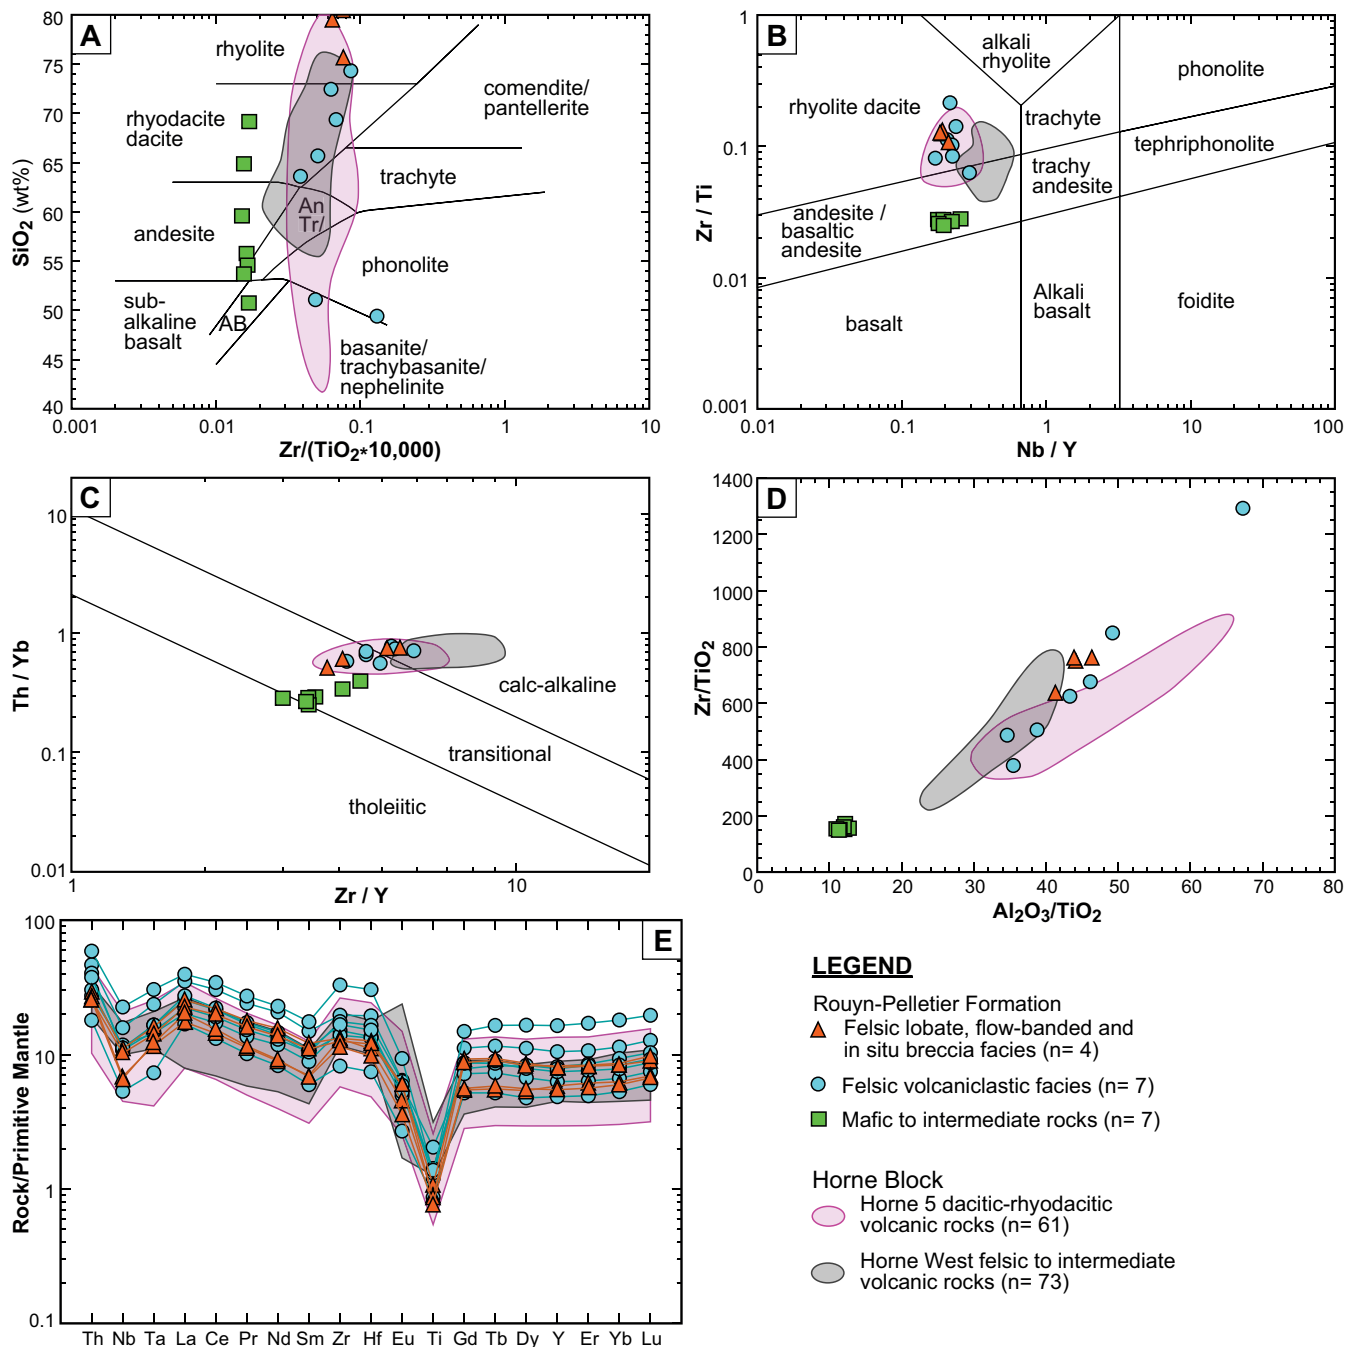 A
80
75
70
65
60
55
50
45
40
SiO2 (wt%)
rhyolite
comendite/
pantellerite
rhyodacite
dacite
trachyte
An
Tr/
andesite
phonolite
sub-
alkaline
basalt
AB
basanite/
trachybasanite/
nephelinite
0.001
0.01
0.1
1
10
Zr/(TiO2*10,000)
B
1
0.1
0.01
0.001
Zr / Ti
alkali
rhyolite
phonolite
rhyolite dacite
trachyte
tephriphonolite
trachy
andesite
andesite /
basaltic
andesite
basalt
Alkali
basalt
foidite
0.01
0.1
1
10
100
Nb / Y
C
10
1
0.1
0.01
Th / Yb
calc-alkaline
transitional
tholeiitic
1
10
Zr / Y
D
1400
1200
1000
800
600
400
200
0
Zr/TiO2
0 10 20 30 40 50 60 70 80
Al2O3/TiO2
E
100
10
1
0.1
Rock/Primitive Mantle
Th Nb Ta La Ce Pr Nd Sm Zr Hf Eu Ti Gd Tb Dy Y Er Yb Lu
LEGEND
Rouyn-Pelletier Formation
Felsic lobate, flow-banded and
in situ breccia facies (n= 4)
Felsic volcaniclastic facies (n= 7)
Mafic to intermediate rocks (n= 7)
Horne Block
Horne 5 dacitic-rhyodacitic
volcanic rocks (n= 61)
Horne West felsic to intermediate
volcanic rocks (n= 73)